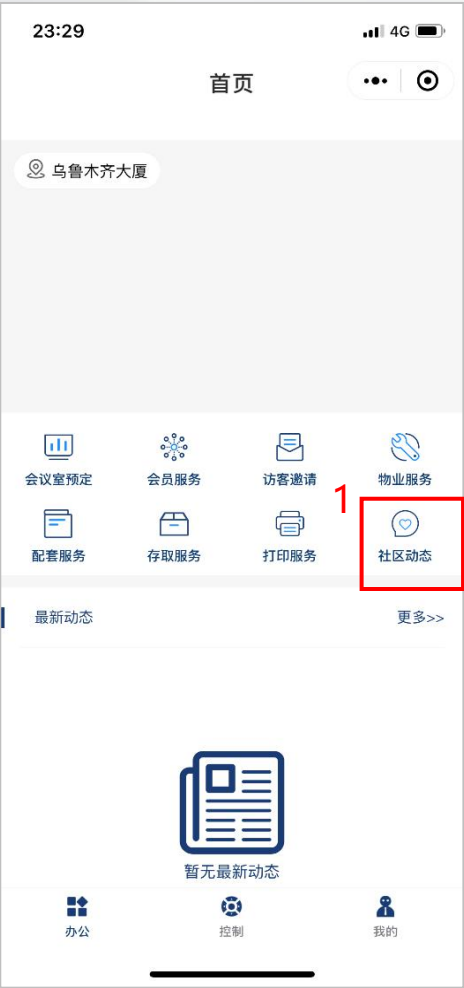 23:29
4G
首页
乌鲁木齐大厦
会议室预定 会员服务 访客邀请 物业服务
1
配套服务 存取服务 打印服务 社区动态
最新动态 更多>>
暂无最新动态
办公 控制 我的